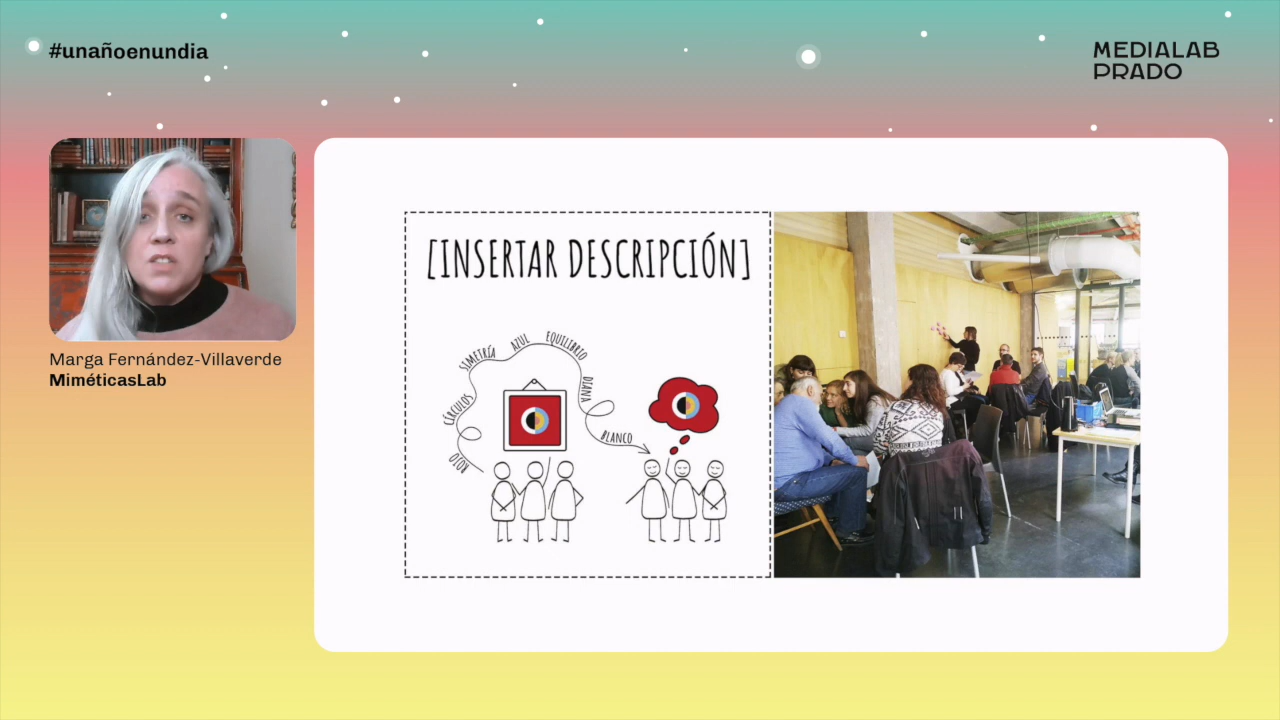 #unañoenundia
MEDIALAB
PRADO
Marga Fernández-Villaverde
MiméticasLab
[INSERTAR DESCRIPCIÓN]
ROJO CÍRCULOS SIMETRÍA AZUL EQUILIBRIO DIANA BLANCO